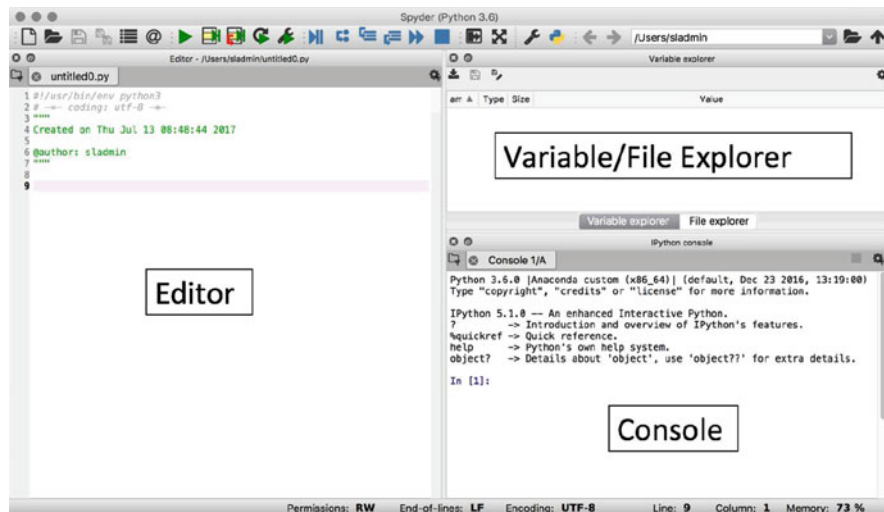 Spyder (Python 3.6)
/Users/sladmin
Editor - /Users/sladmin/untitled0.py
untitled0.py
1 #!/usr/bin/env python3
2 # -*- coding: utf-8 -*-
3 """
4 Created on Thu Jul 13 08:48:44 2017
5
6 @author: sladmin
7 """
8
9
Editor
Variable explorer
Type Size Value
Variable/File Explorer
Variable explorer File explorer
IPython console
Console 1/A
Python 3.6.0 |Anaconda custom (x86_64)| (default, Dec 23 2016, 13:19:00)
Type "copyright", "credits" or "license" for more information.
IPython 5.1.0 -- An enhanced Interactive Python.
? -> Introduction and overview of IPython's features.
%quickref -> Quick reference.
help -> Python's own help system.
object? -> Details about 'object', use 'object??' for extra details.
In [1]:
Console
Permissions: RW End-of-lines: LF Encoding: UTF-8 Line: 9 Column: 1 Memory: 73 %